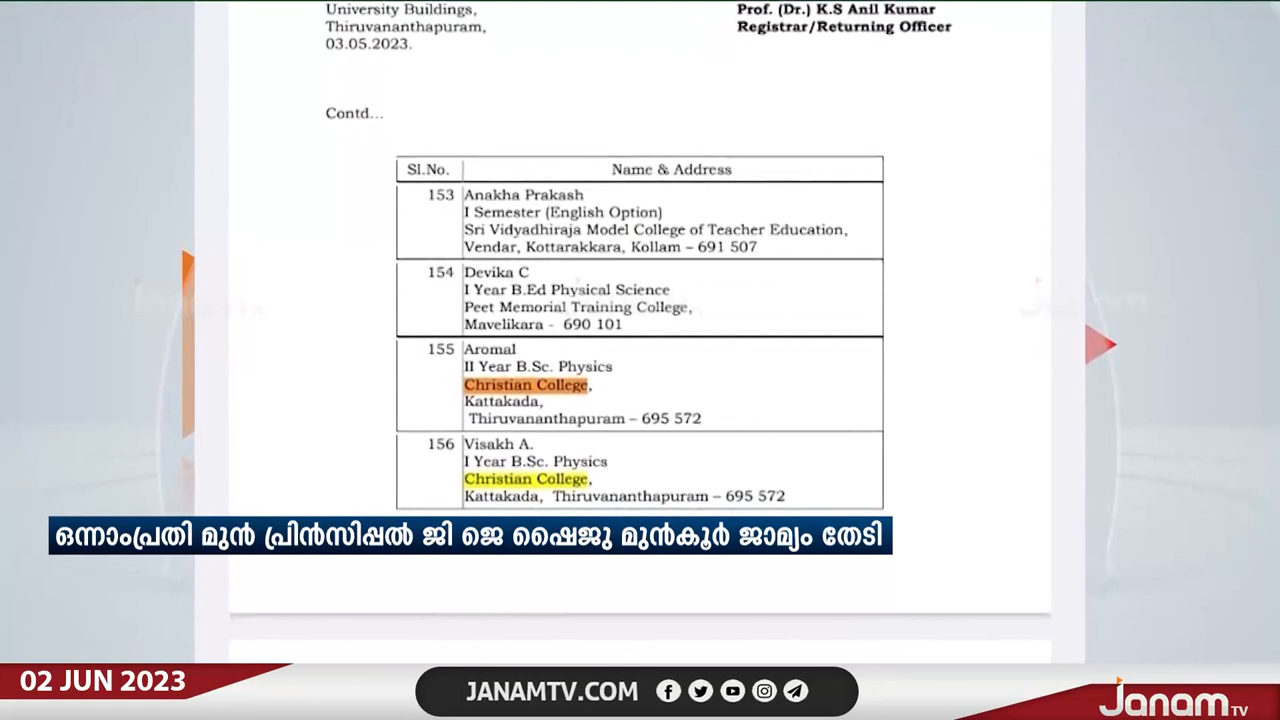 University Buildings,
Thiruvananthapuram,
03.05.2023.
Prof. (Dr.) K.S Anil Kumar
Registrar/Returning Officer
Contd...
Sl.No. Name & Address
153 Anakha Prakash
I Semester (English Option)
Sri Vidyadhiraja Model College of Teacher Education,
Vendar, Kottarakkara, Kollam – 691 507
154 Devika C
I Year B.Ed Physical Science
Peet Memorial Training College,
Mavelikara - 690 101
155 Aromal
II Year B.Sc. Physics
Christian College,
Kattakada,
Thiruvananthapuram – 695 572
156 Visakh A.
I Year B.Sc. Physics
Christian College,
Kattakada, Thiruvananthapuram – 695 572
ഒന്നാംപ്രതി മുൻ പ്രിൻസിപ്പൽ ജി ജെ ഷൈജു മുൻകൂർ ജാമ്യം തേടി
02 JUN 2023
JANAMTV.COM
Janam TV